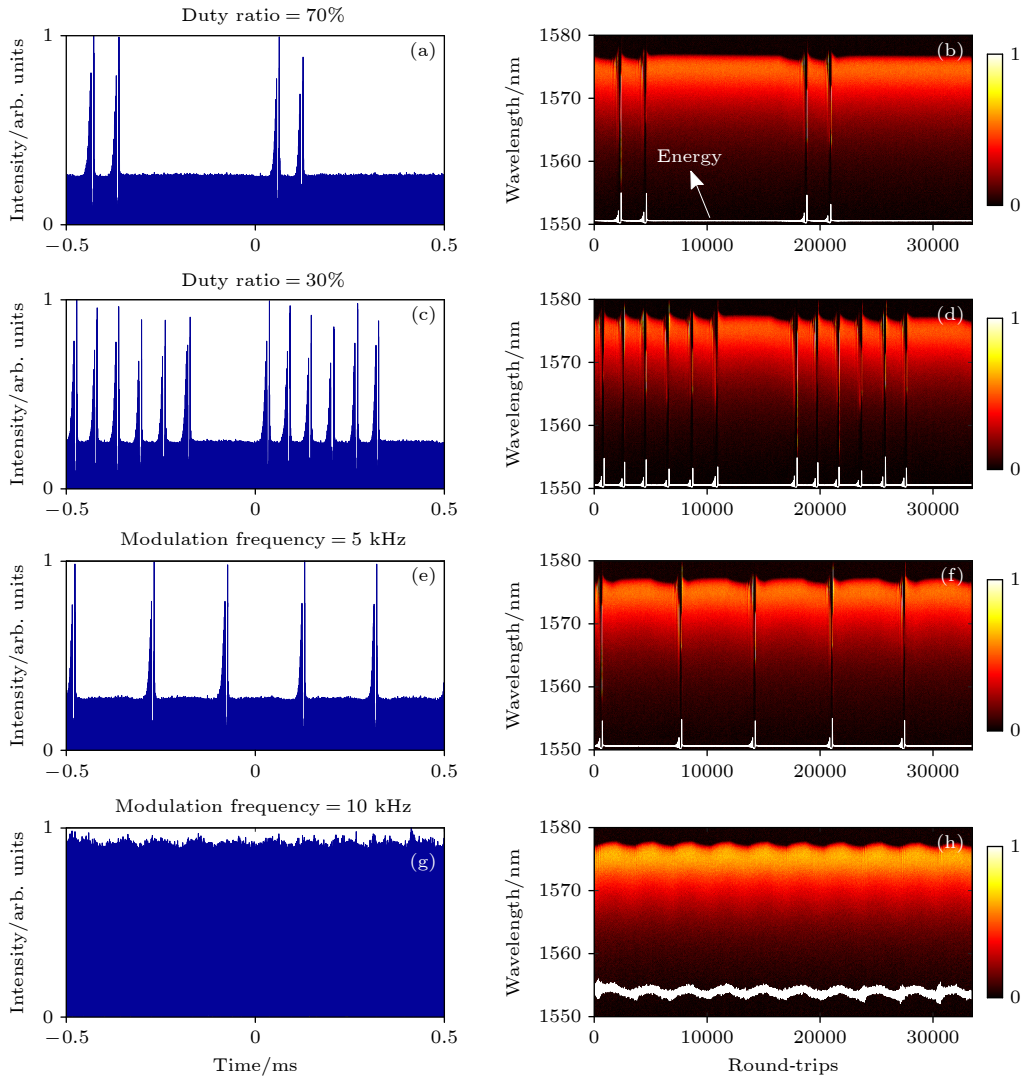 Duty ratio = 70%
Intensity/arb. units
1
0
−0.5
0
0.5
(a)
Wavelength/nm
1580
1570
1560
1550
0
10000
20000
30000
(b)
Energy
1
0
Duty ratio = 30%
Intensity/arb. units
1
0
−0.5
0
0.5
(c)
Wavelength/nm
1580
1570
1560
1550
0
10000
20000
30000
(d)
1
0
Modulation frequency = 5 kHz
Intensity/arb. units
1
0
−0.5
0
0.5
(e)
Wavelength/nm
1580
1570
1560
1550
0
10000
20000
30000
(f)
1
0
Modulation frequency = 10 kHz
Intensity/arb. units
1
0
−0.5
0
0.5
(g)
Time/ms
Wavelength/nm
1580
1570
1560
1550
0
10000
20000
30000
(h)
Round-trips
1
0